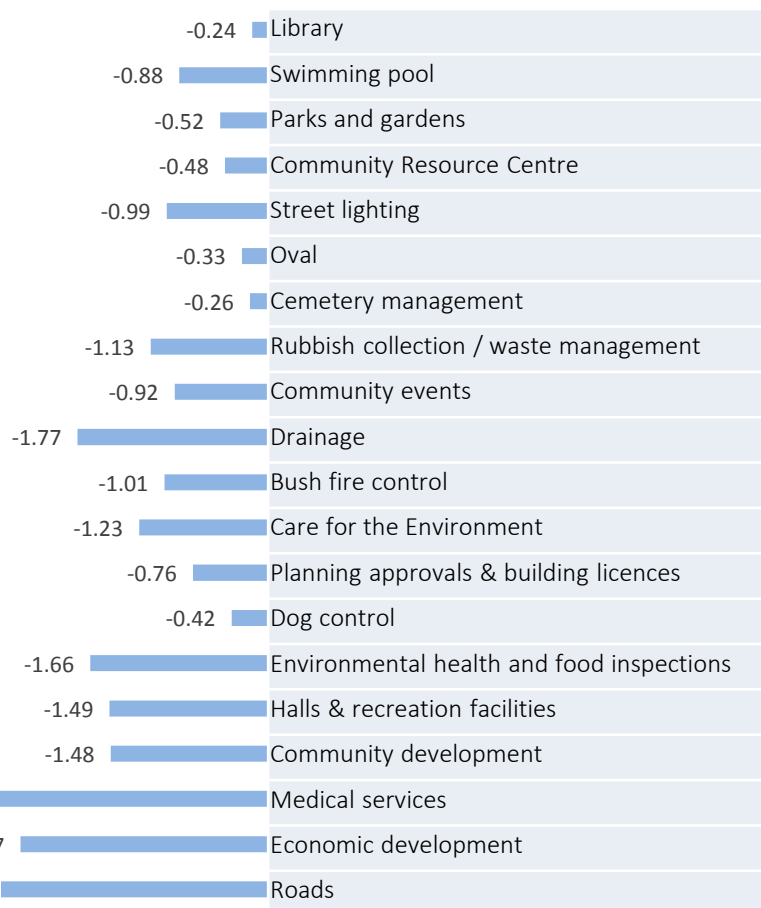 -0.24 Library
-0.88 Swimming pool
-0.52 Parks and gardens
-0.48 Community Resource Centre
-0.99 Street lighting
-0.33 Oval
-0.26 Cemetery management
-1.13 Rubbish collection / waste management
-0.92 Community events
-1.77 Drainage
-1.01 Bush fire control
-1.23 Care for the Environment
-0.76 Planning approvals & building licences
-0.42 Dog control
-1.66 Environmental health and food inspections
-1.49 Halls & recreation facilities
-1.48 Community development
Medical services
Economic development
Roads